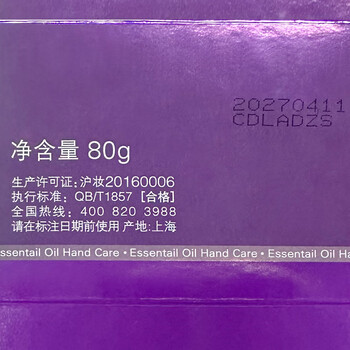 20270411
CDLADZS
净含量 80g
生产许可证: 沪妆20160006
执行标准: QB/T1857 [合格]
全国热线: 400 820 3988
请在标注日期前使用 产地:上海
Essentail Oil Hand Care • Essentail Oil Hand Care • Essentail Oil